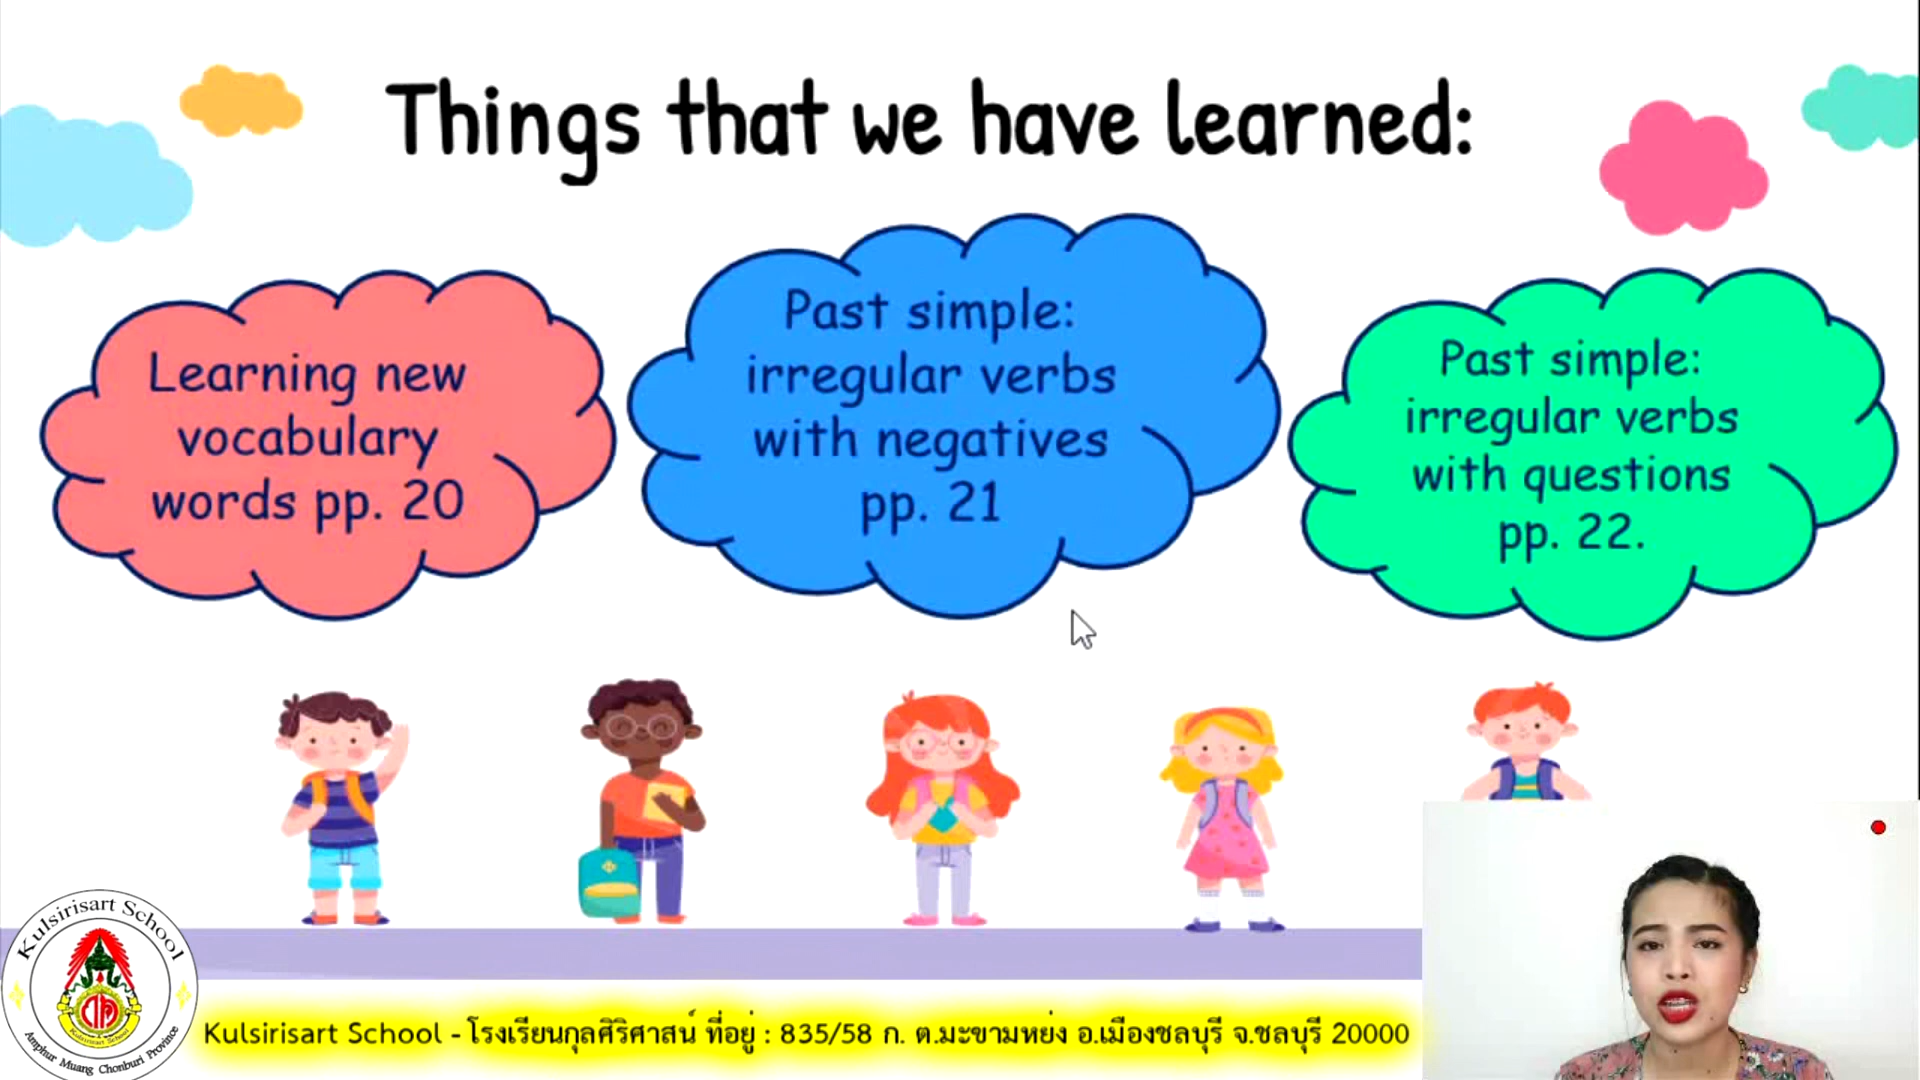 Things that we have learned:
Learning new
vocabulary
words pp. 20
Past simple:
irregular verbs
with negatives
pp. 21
Past simple:
irregular verbs
with questions
pp. 22.
Kulsirisart School
Amphur Muang Chonburi Province
Kulsirisart School - โรงเรียนกุลศิริศาสน์ ที่อยู่ : 835/58 ก. ต.มะขามหย่ง อ.เมืองชลบุรี จ.ชลบุรี 20000